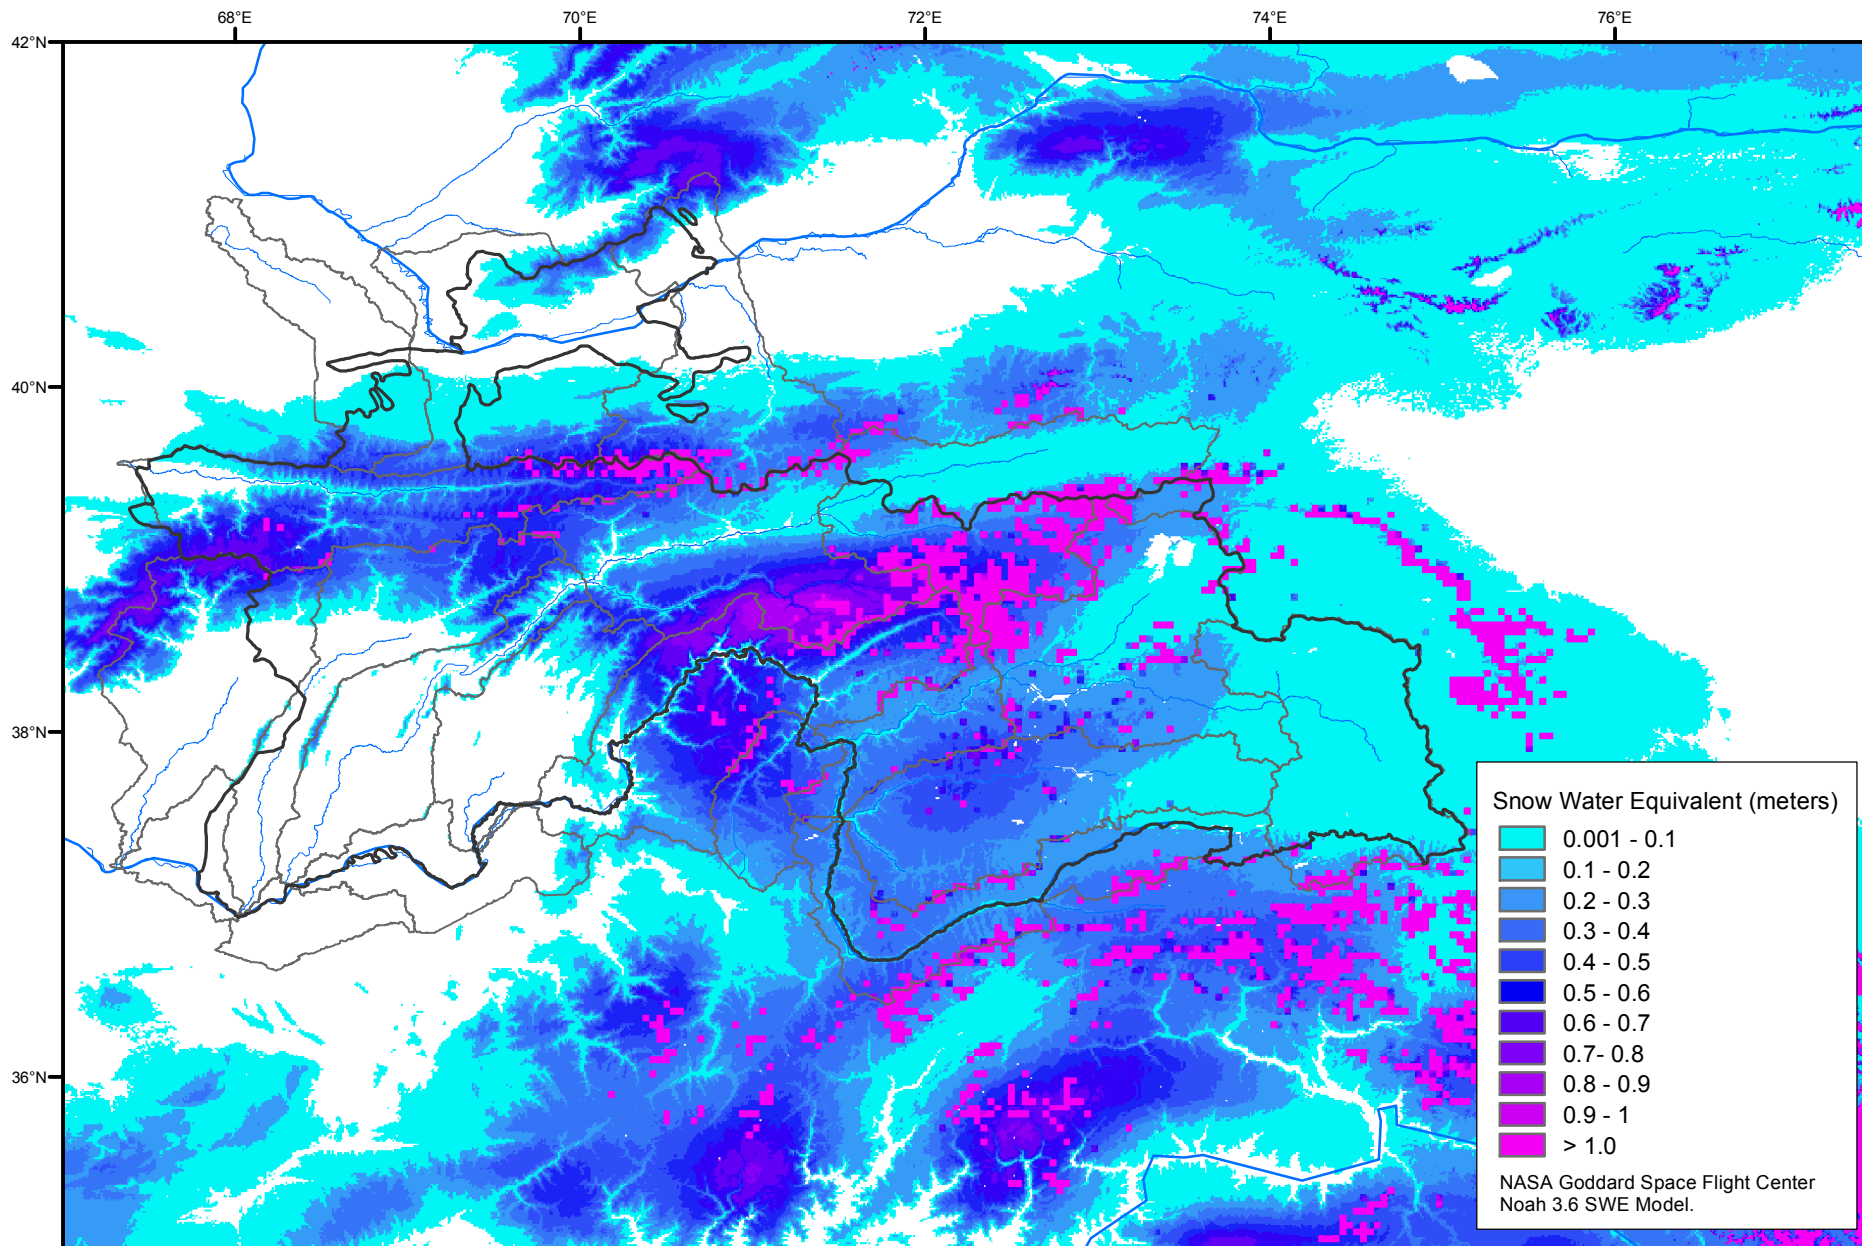 68°E 70°E 72°E 74°E 76°E
42°N
40°N
38°N
36°N
Snow Water Equivalent (meters)
0.001 - 0.1
0.1 - 0.2
0.2 - 0.3
0.3 - 0.4
0.4 - 0.5
0.5 - 0.6
0.6 - 0.7
0.7- 0.8
0.8 - 0.9
0.9 - 1
> 1.0
NASA Goddard Space Flight Center
Noah 3.6 SWE Model.